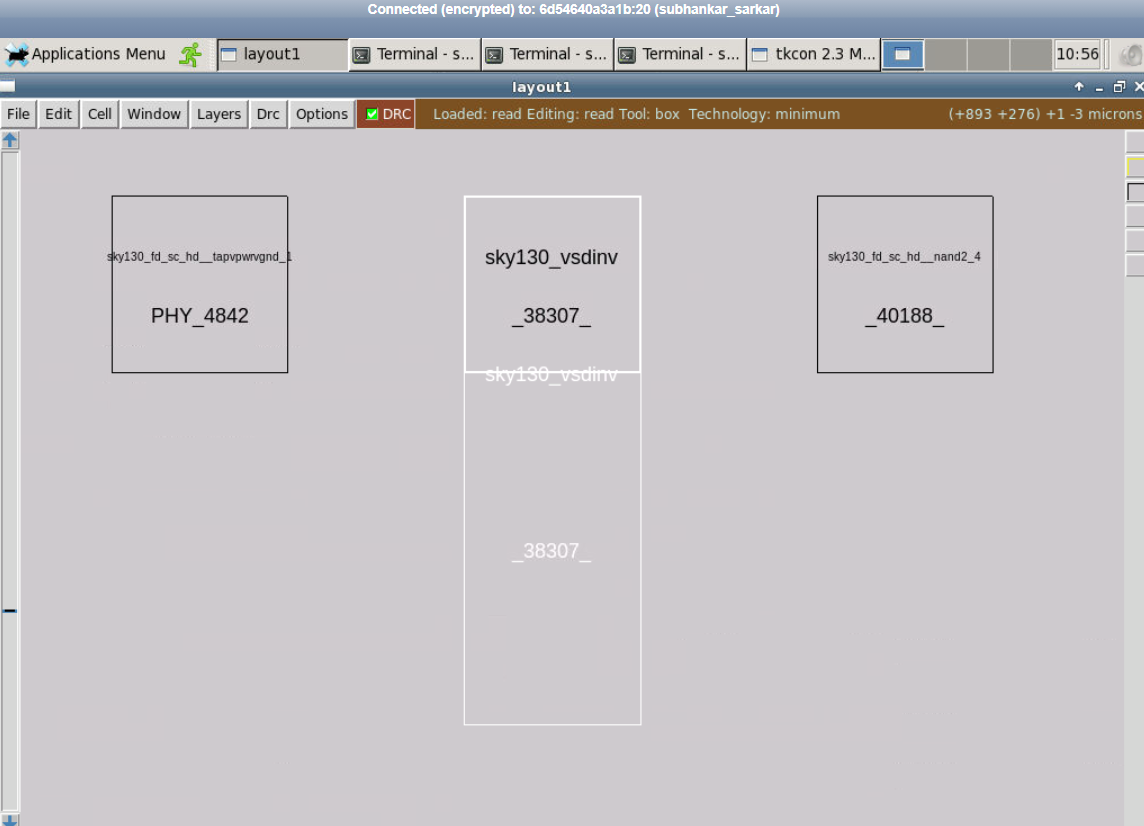 Connected (encrypted) to: 6d54640a3a1b:20 (subhankar_sarkar)
Applications Menu layout1 Terminal - s... Terminal - s... Terminal - s... tkcon 2.3 M... 10:56
layout1
File Edit Cell Window Layers Drc Options DRC Loaded: read Editing: read Tool: box Technology: minimum (+893 +276) +1 -3 microns
sky130_fd_sc_hd__tapvpwrvgnd_1 sky130_vsdinv sky130_fd_sc_hd__nand2_4
PHY_4842 _38307_ _40188_
sky130_vsdinv
_38307_